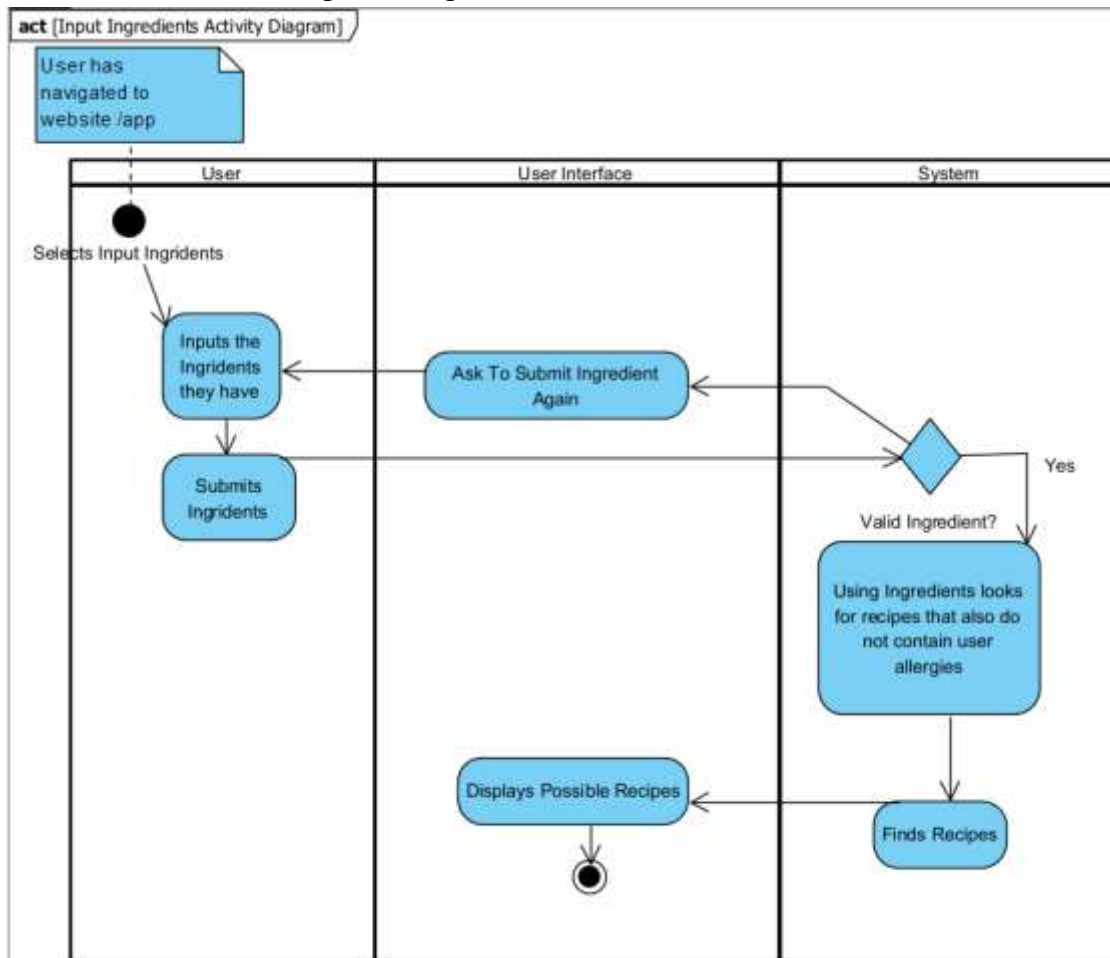 act [Input Ingredients Activity Diagram]
User has
navigated to
website /app
User
User Interface
System
Selects Input Ingridents
Inputs the
Ingridents
they have
Ask To Submit Ingredient
Again
Submits
Ingridents
Yes
Valid Ingredient?
Using Ingredients looks
for recipes that also do
not contain user
allergies
Displays Possible Recipes
Finds Recipes